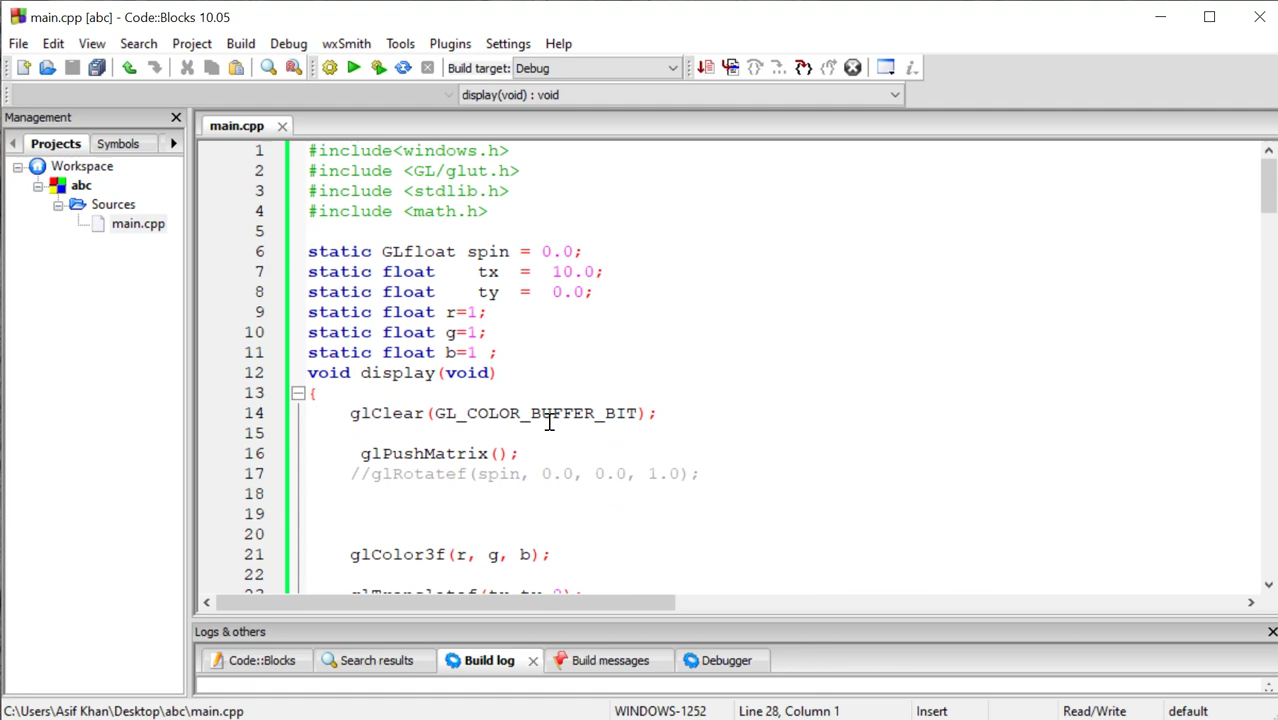 main.cpp [abc] - Code::Blocks 10.05
File Edit View Search Project Build Debug wxSmith Tools Plugins Settings Help
Build target: Debug
display(void) : void
Management
main.cpp
Projects Symbols
Workspace
abc
Sources
main.cpp
1 #include<windows.h>
2 #include <GL/glut.h>
3 #include <stdlib.h>
4 #include <math.h>
5
6 static GLfloat spin = 0.0;
7 static float    tx  =  10.0;
8 static float    ty  =  0.0;
9 static float r=1;
10 static float g=1;
11 static float b=1 ;
12 void display(void)
13 {
14     glClear(GL_COLOR_BUFFER_BIT);
15
16      glPushMatrix();
17     //glRotatef(spin, 0.0, 0.0, 1.0);
18
19
20
21     glColor3f(r, g, b);
22
Logs & others
Code::Blocks Search results Build log Build messages Debugger
C:\Users\Asif Khan\Desktop\abc\main.cpp WINDOWS-1252 Line 28, Column 1 Insert Read/Write default